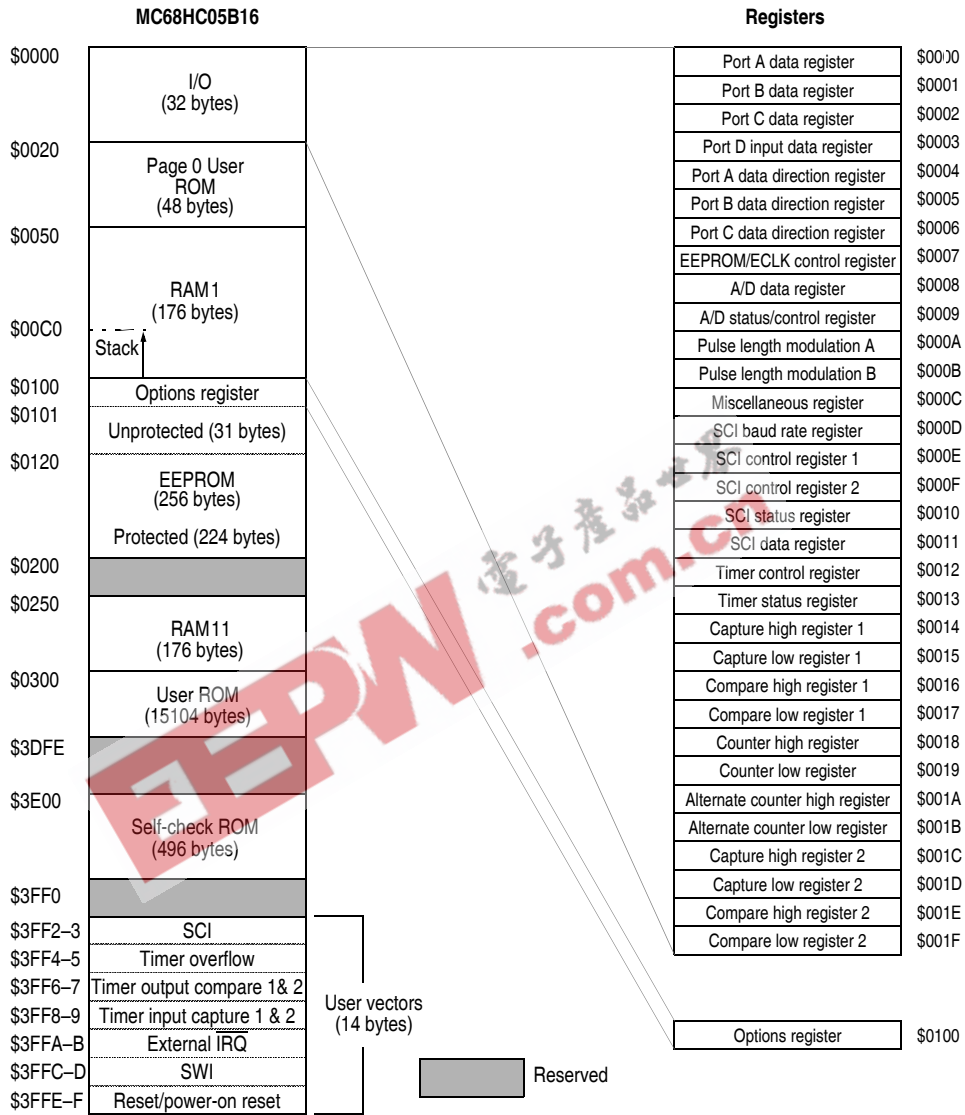 MC68HC05B16
$0000
I/O
(32 bytes)
$0020
Page 0 User
ROM
(48 bytes)
$0050
RAM1
(176 bytes)
$00C0
Stack
$0100
Options register
$0101
Unprotected (31 bytes)
$0120
EEPROM
(256 bytes)
Protected (224 bytes)
$0200
$0250
RAM11
(176 bytes)
$0300
User ROM
(15104 bytes)
$3DFE
$3E00
Self-check ROM
(496 bytes)
$3FF0
$3FF2–3 SCI
$3FF4–5 Timer overflow
$3FF6–7 Timer output compare 1& 2
$3FF8–9 Timer input capture 1 & 2
$3FFA–B External IRQ
$3FFC–D SWI
$3FFE–F Reset/power-on reset
User vectors
(14 bytes)
Reserved
Registers
Port A data register $0000
Port B data register $0001
Port C data register $0002
Port D input data register $0003
Port A data direction register $0004
Port B data direction register $0005
Port C data direction register $0006
EEPROM/ECLK control register $0007
A/D data register $0008
A/D status/control register $0009
Pulse length modulation A $000A
Pulse length modulation B $000B
Miscellaneous register $000C
SCI baud rate register $000D
SCI control register 1 $000E
SCI control register 2 $000F
SCI status register $0010
SCI data register $0011
Timer control register $0012
Timer status register $0013
Capture high register 1 $0014
Capture low register 1 $0015
Compare high register 1 $0016
Compare low register 1 $0017
Counter high register $0018
Counter low register $0019
Alternate counter high register $001A
Alternate counter low register $001B
Capture high register 2 $001C
Capture low register 2 $001D
Compare high register 2 $001E
Compare low register 2 $001F
Options register $0100
EEPW
電子產品世界
.com.cn